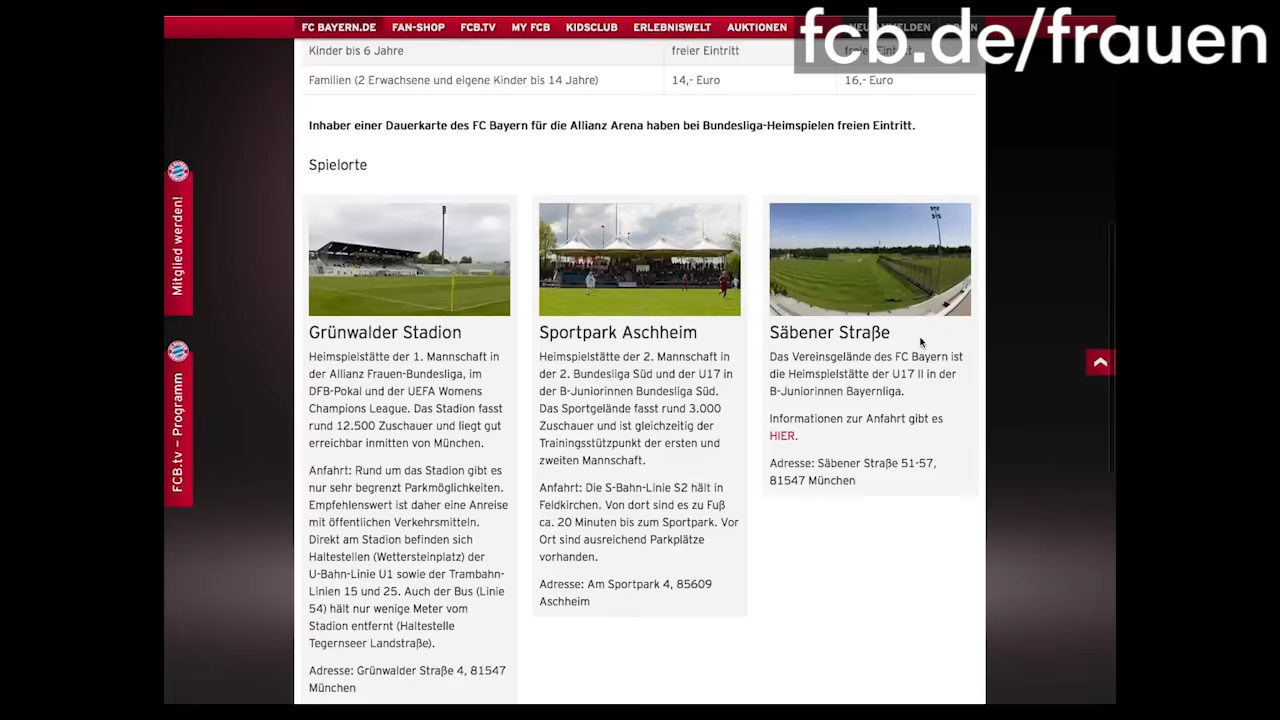 FC BAYERN.DE FAN-SHOP FCB.TV MY FCB KIDSCLUB ERLEBNISWELT AUKTIONEN
fcb.de/frauen
Kinder bis 6 Jahre freier Eintritt freier Eintritt
Familien (2 Erwachsene und eigene Kinder bis 14 Jahre) 14,- Euro 16,- Euro
Inhaber einer Dauerkarte des FC Bayern für die Allianz Arena haben bei Bundesliga-Heimspielen freien Eintritt.
Spielorte
Mitglied werden!
FCB.tv – Programm
Grünwalder Stadion
Heimspielstätte der 1. Mannschaft in
der Allianz Frauen-Bundesliga, im
DFB-Pokal und der UEFA Womens
Champions League. Das Stadion fasst
rund 12.500 Zuschauer und liegt gut
erreichbar inmitten von München.
Anfahrt: Rund um das Stadion gibt es
nur sehr begrenzt Parkmöglichkeiten.
Empfehlenswert ist daher eine Anreise
mit öffentlichen Verkehrsmitteln.
Direkt am Stadion befinden sich
Haltestellen (Wettersteinplatz) der
U-Bahn-Linie U1 sowie der Trambahn-
Linien 15 und 25. Auch der Bus (Linie
54) hält nur wenige Meter vom
Stadion entfernt (Haltestelle
Tegernseer Landstraße).
Adresse: Grünwalder Straße 4, 81547
München
Sportpark Aschheim
Heimspielstätte der 2. Mannschaft in
der 2. Bundesliga Süd und der U17 in
der B-Juniorinnen Bundesliga Süd.
Das Sportgelände fasst rund 3.000
Zuschauer und ist gleichzeitig der
Trainingsstützpunkt der ersten und
zweiten Mannschaft.
Anfahrt: Die S-Bahn-Linie S2 hält in
Feldkirchen. Von dort sind es zu Fuß
ca. 20 Minuten bis zum Sportpark. Vor
Ort sind ausreichend Parkplätze
vorhanden.
Adresse: Am Sportpark 4, 85609
Aschheim
Säbener Straße
Das Vereinsgelände des FC Bayern ist
die Heimspielstätte der U17 II in der
B-Juniorinnen Bayernliga.
Informationen zur Anfahrt gibt es
HIER.
Adresse: Säbener Straße 51-57,
81547 München